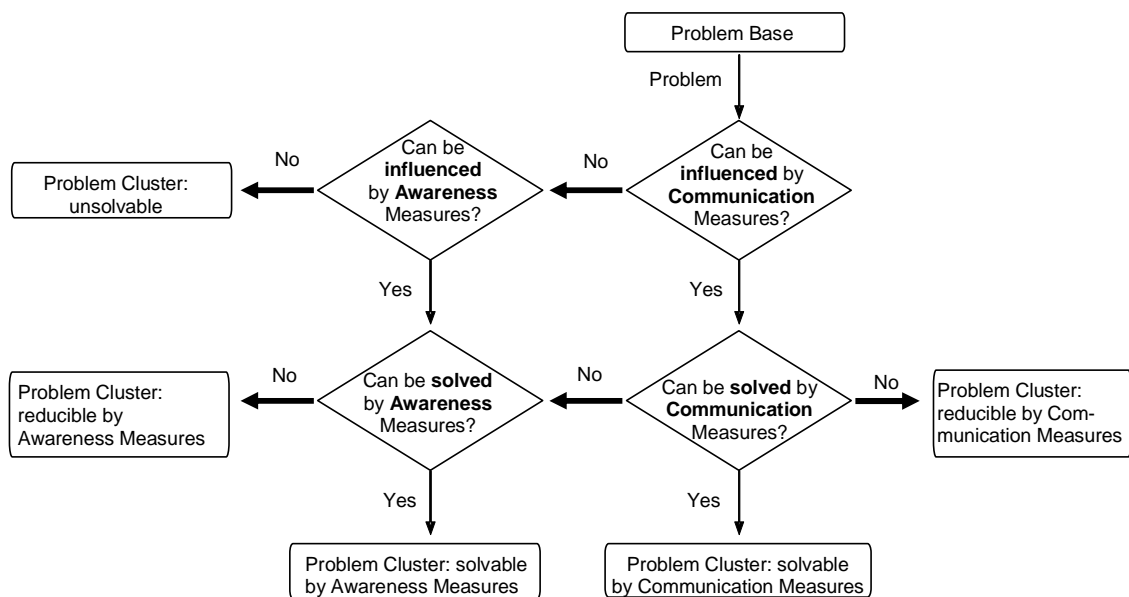 Problem Base
Problem
Can be
influenced
by Awareness
Measures?
Can be
influenced by
Communication
Measures?
No
No
Problem Cluster:
unsolvable
Yes
Yes
Problem Cluster:
reducible by
Awareness Measures
No
Can be solved
by Awareness
Measures?
No
Can be solved by
Communication
Measures?
No
Problem Cluster:
reducible by Com-
munication Measures
Yes
Yes
Problem Cluster: solvable
by Awareness Measures
Problem Cluster: solvable
by Communication Measures